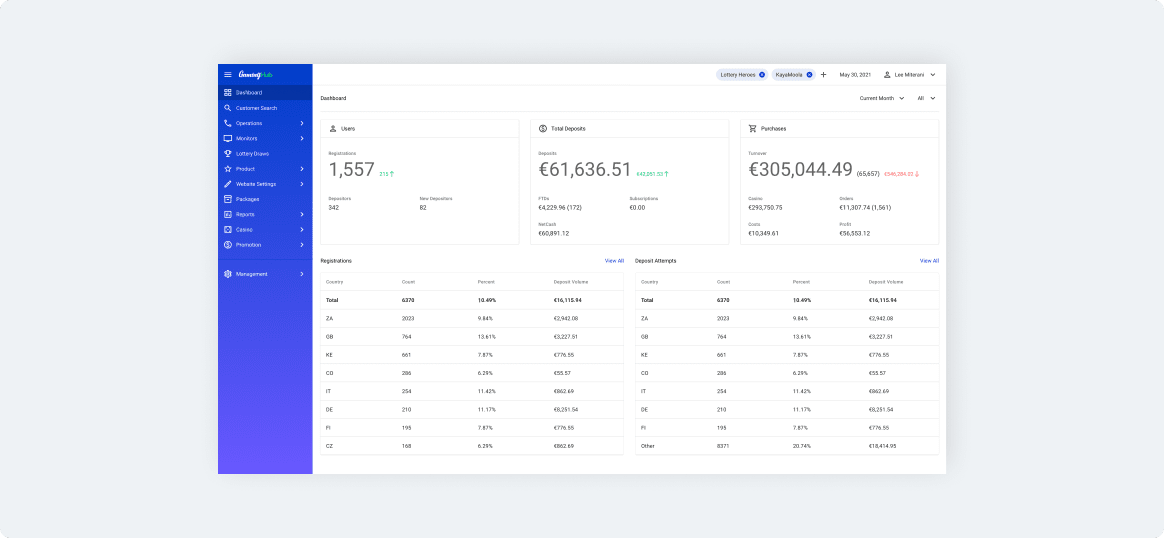 GamingHub
Lottery Heroes KayaMoola May 30, 2021 Lee Miterani
Dashboard
Customer Search
Operations
Monitors
Lottery Draws
Product
Website Settings
Packages
Reports
Casino
Promotion
Management
Dashboard Current Month All
Users
Registrations
1,557 215
Depositors New Depositors
342 82
Total Deposits
Deposits
€61,636.51 €42,051.53
FTDs Subscriptions
€4,229.96 (172) €0.00
NetCash
€60,891.12
Purchases
Turnover
€305,044.49 (65,657) €546,284.22
Casino Orders
€293,750.75 €11,307.74 (1,561)
Costs Profit
€10,349.61 €56,553.12
Registrations View All
Country Count Percent Deposit Volume
Total 6370 10.49% €16,115.94
ZA 2023 9.84% €2,942.08
GB 764 13.61% €3,227.51
KE 661 7.87% €776.55
CO 286 6.29% €55.57
IT 254 11.42% €862.69
DE 210 11.17% €8,251.54
FI 195 7.87% €776.55
CZ 168 6.29% €862.69
Deposit Attempts View All
Country Count Percent Deposit Volume
Total 6370 10.49% €16,115.94
ZA 2023 9.84% €2,942.08
GB 764 13.61% €3,227.51
KE 661 7.87% €776.55
CO 286 6.29% €55.57
IT 254 11.42% €862.69
DE 210 11.17% €8,251.54
FI 195 7.87% €776.55
Other 8371 20.74% €18,414.95